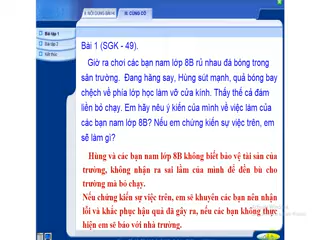 II. NỘI DUNG BÀI H
III. CỦNG CỐ
Bài tập 1
Bài tập 2
Kết thúc
Bài 1 (SGK - 49).
Giờ ra chơi các bạn nam lớp 8B rủ nhau đá bóng trong
sân trường. Đang hăng say, Hùng sút mạnh, quả bóng bay
chệch về phía lớp học làm vỡ cửa kính. Thấy thế cả đám
liền bỏ chạy. Em hãy nêu ý kiến của mình về việc làm của
các bạn nam lớp 8B? Nếu em chứng kiến sự việc trên, em
sẽ làm gì?
Hùng và các bạn nam lớp 8B không biết bảo vệ tài sản của
trường, không nhận ra sai lầm của mình để đền bù cho
trường mà bỏ chạy.
Nếu chứng kiến sự việc trên, em sẽ khuyên các bạn nên nhận
lỗi và khắc phục hậu quả đã gây ra, nếu các bạn không thực
hiện em sẽ báo với nhà trường.